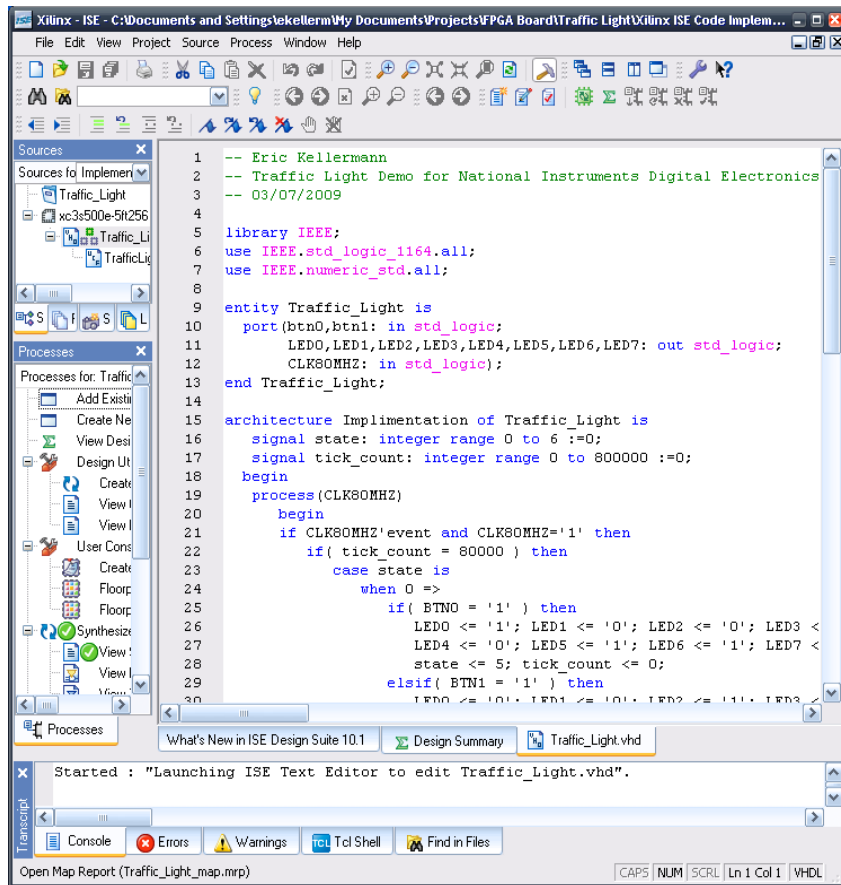 Xilinx - ISE - C:\Documents and Settings\ekellerm\My Documents\Projects\FPGA Board\Traffic Light\Xilinx ISE Code Implem...
File Edit View Project Source Process Window Help
Sources
Sources fo Implemen
Traffic_Light
xc3s500e-5ft256
Traffic_Li
TrafficLig
S F S L
Processes
Processes for: Traffic
Add Existi
Create Ne
View Desi
Design Ut
Create
View
View
User Cons
Create
Floorp
Floorp
Synthesize
View
View
View
Processes
1 -- Eric Kellermann
2 -- Traffic Light Demo for National Instruments Digital Electronics
3 -- 03/07/2009
4
5 library IEEE;
6 use IEEE.std_logic_1164.all;
7 use IEEE.numeric_std.all;
8
9 entity Traffic_Light is
10 port(btn0,btn1: in std_logic;
11 LED0,LED1,LED2,LED3,LED4,LED5,LED6,LED7: out std_logic;
12 CLK80MHZ: in std_logic);
13 end Traffic_Light;
14
15 architecture Implimentation of Traffic_Light is
16 signal state: integer range 0 to 6 :=0;
17 signal tick_count: integer range 0 to 800000 :=0;
18 begin
19 process(CLK80MHZ)
20 begin
21 if CLK80MHZ'event and CLK80MHZ='1' then
22 if( tick_count = 80000 ) then
23 case state is
24 when 0 =>
25 if( BTN0 = '1' ) then
26 LED0 <= '1'; LED1 <= '0'; LED2 <= '0'; LED3 <
27 LED4 <= '0'; LED5 <= '1'; LED6 <= '1'; LED7 <
28 state <= 5; tick_count <= 0;
29 elsif( BTN1 = '1' ) then
30 LED0 <= '0'; LED1 <= '0'; LED2 <= '1'; LED3 <
What's New in ISE Design Suite 10.1 Design Summary Traffic_Light.vhd
Started : "Launching ISE Text Editor to edit Traffic_Light.vhd".
Transcript
Console Errors Warnings TCL Tcl Shell Find in Files
Open Map Report (Traffic_Light_map.mrp) CAPS NUM SCRL Ln 1 Col 1 VHDL